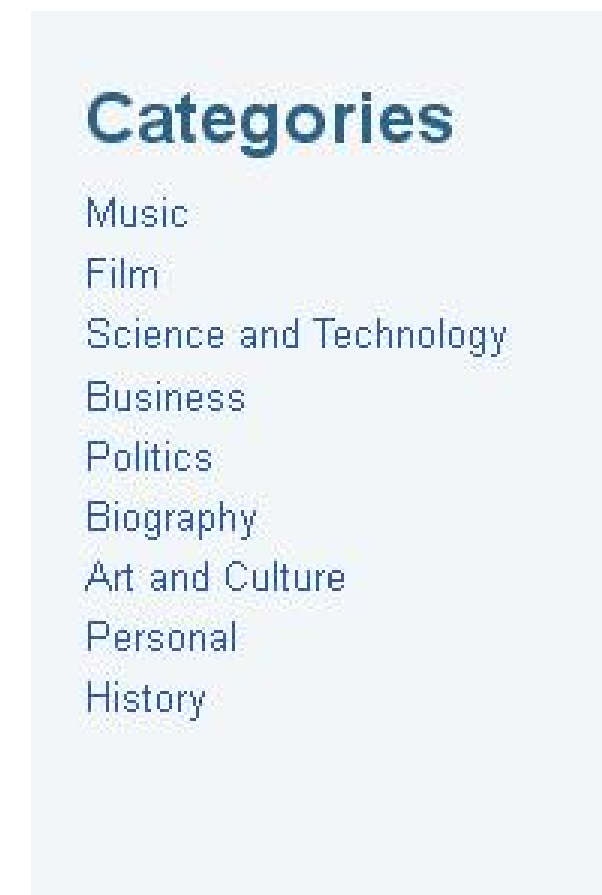 Categories
Music
Film
Science and Technology
Business
Politics
Biography
Art and Culture
Personal
History